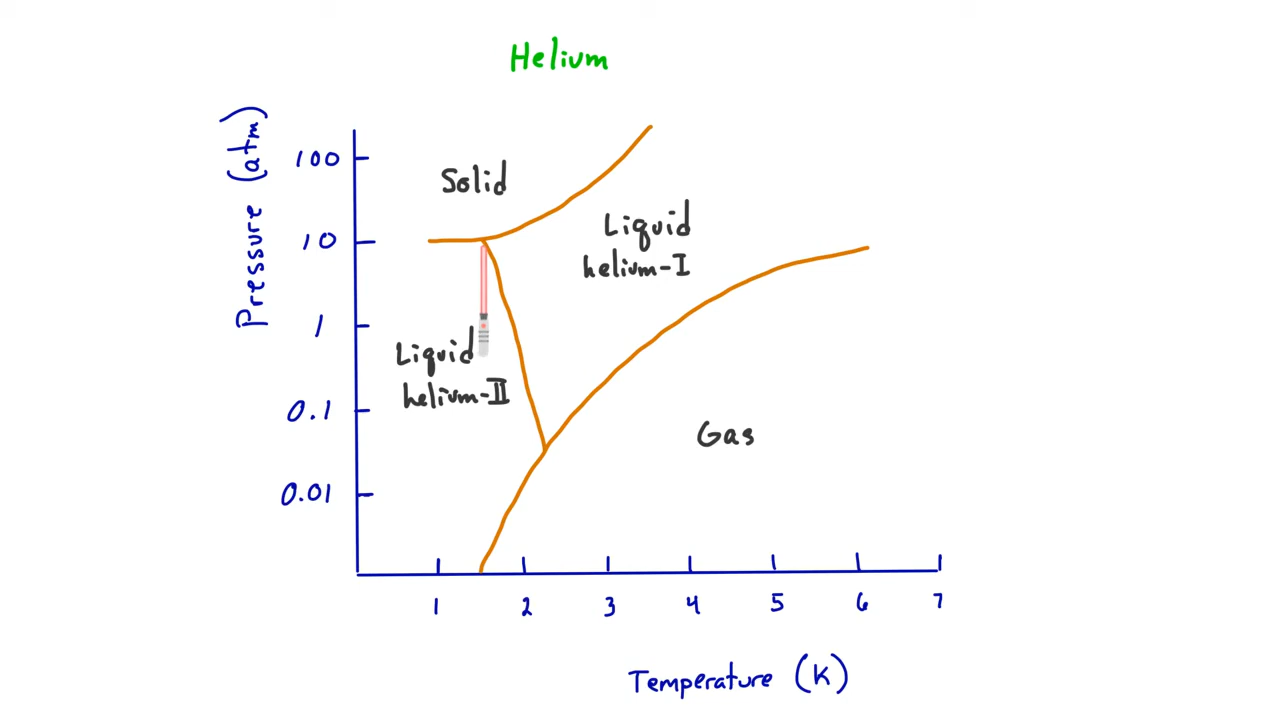 Helium
Pressure (atm)
100
10
1
0.1
0.01
Solid
Liquid
helium-I
Liquid
helium-II
Gas
1 2 3 4 5 6 7
Temperature (K)